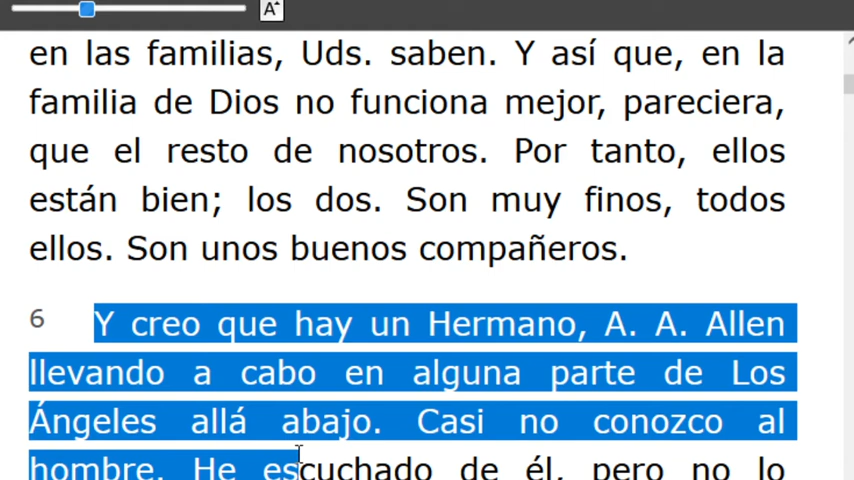 A
en las familias, Uds. saben. Y así que, en la
familia de Dios no funciona mejor, pareciera,
que el resto de nosotros. Por tanto, ellos
están bien; los dos. Son muy finos, todos
ellos. Son unos buenos compañeros.
6 Y creo que hay un Hermano, A. A. Allen
llevando a cabo en alguna parte de Los
Ángeles allá abajo. Casi no conozco al
hombre. He escuchado de él, pero no lo